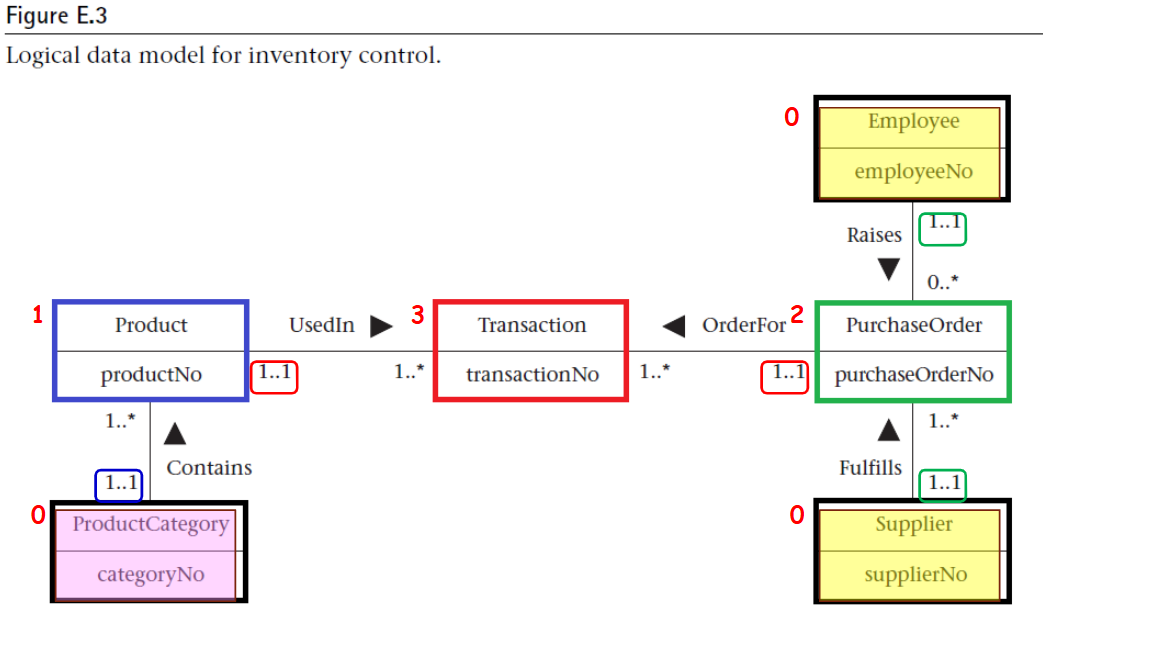 Figure E.3
Logical data model for inventory control.
0
Employee
employeeNo
Raises
1..1
0..*
1
Product
productNo
UsedIn
1..1
1..*
3
Transaction
transactionNo
OrderFor
1..*
1..1
2
PurchaseOrder
purchaseOrderNo
1..*
Contains
1..1
1..*
Fulfills
1..1
0
ProductCategory
categoryNo
0
Supplier
supplierNo